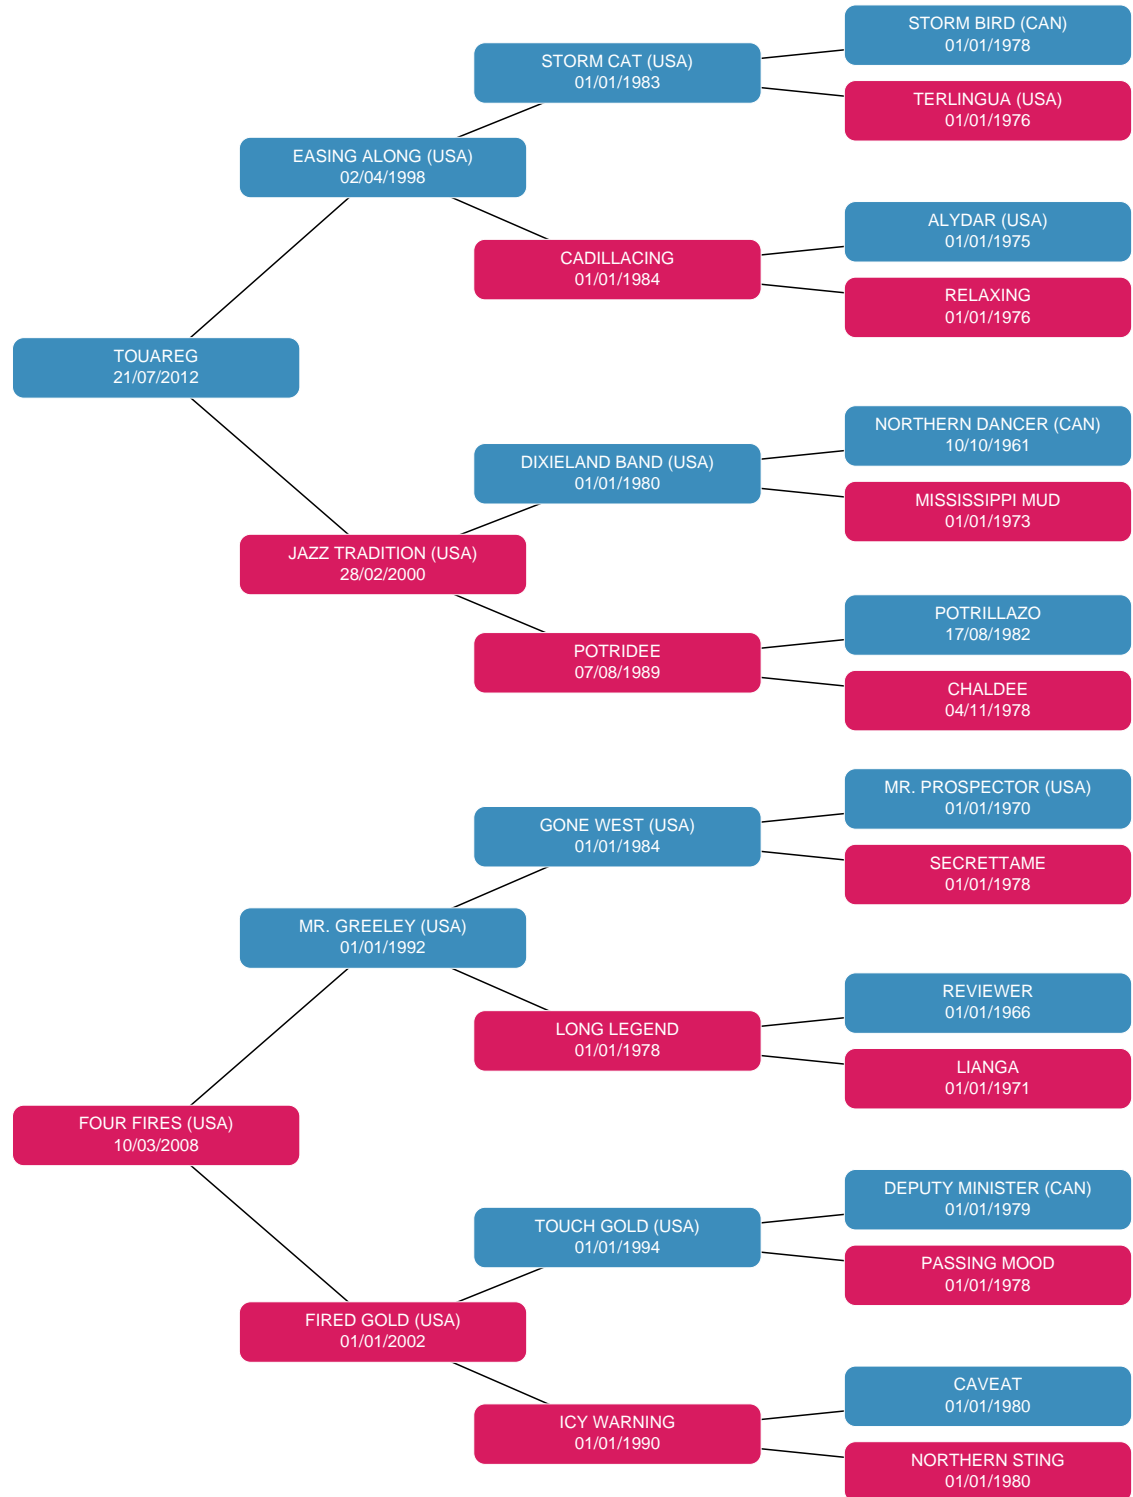 STORM BIRD (CAN)
01/01/1978
STORM CAT (USA)
01/01/1983
TERLINGUA (USA)
01/01/1976
EASING ALONG (USA)
02/04/1998
ALYDAR (USA)
01/01/1975
CADILLACING
01/01/1984
RELAXING
01/01/1976
TOUAREG
21/07/2012
NORTHERN DANCER (CAN)
10/10/1961
DIXIELAND BAND (USA)
01/01/1980
MISSISSIPPI MUD
01/01/1973
JAZZ TRADITION (USA)
28/02/2000
POTRILLAZO
17/08/1982
POTRIDEE
07/08/1989
CHALDEE
04/11/1978
MR. PROSPECTOR (USA)
01/01/1970
GONE WEST (USA)
01/01/1984
SECRETTAME
01/01/1978
MR. GREELEY (USA)
01/01/1992
REVIEWER
01/01/1966
LONG LEGEND
01/01/1978
LIANGA
01/01/1971
FOUR FIRES (USA)
10/03/2008
DEPUTY MINISTER (CAN)
01/01/1979
TOUCH GOLD (USA)
01/01/1994
PASSING MOOD
01/01/1978
FIRED GOLD (USA)
01/01/2002
CAVEAT
01/01/1980
ICY WARNING
01/01/1990
NORTHERN STING
01/01/1980